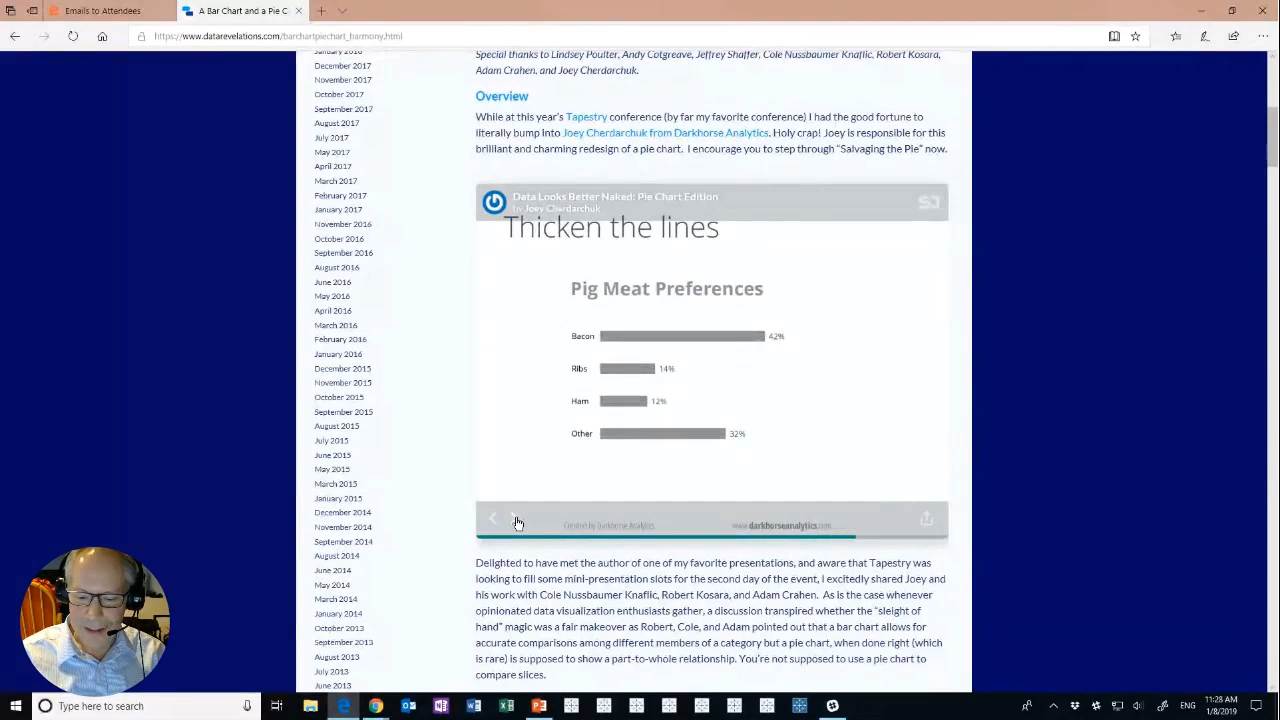 Emails to Attendees
A Bar Chart and a Pie C
https://www.datarevelations.com/barchartpiechart_harmony.html
January 2018
December 2017
November 2017
October 2017
September 2017
August 2017
July 2017
May 2017
April 2017
March 2017
February 2017
January 2017
November 2016
October 2016
September 2016
August 2016
June 2016
May 2016
April 2016
March 2016
February 2016
January 2016
December 2015
November 2015
October 2015
September 2015
August 2015
July 2015
June 2015
May 2015
March 2015
January 2015
December 2014
November 2014
September 2014
August 2014
June 2014
May 2014
March 2014
January 2014
October 2013
September 2013
August 2013
July 2013
June 2013
Special thanks to Lindsey Poulter, Andy Cotgreave, Jeffrey Shaffer, Cole Nussbaumer Knaflic, Robert Kosara,
Adam Crahen, and Joey Cherdarchuk.
Overview
While at this year's Tapestry conference (by far my favorite conference) I had the good fortune to
literally bump into Joey Cherdarchuk from Darkhorse Analytics. Holy crap! Joey is responsible for this
brilliant and charming redesign of a pie chart. I encourage you to step through "Salvaging the Pie" now.
Data Looks Better Naked: Pie Chart Edition
by Joey Cherdarchuk
Thicken the lines
Pig Meat Preferences
Bacon 42%
Ribs 14%
Ham 12%
Other 32%
Created by Darkhorse Analytics
www.darkhorseanalytics.com
Delighted to have met the author of one of my favorite presentations, and aware that Tapestry was
looking to fill some mini-presentation slots for the second day of the event, I excitedly shared Joey and
his work with Cole Nussbaumer Knaflic, Robert Kosara, and Adam Crahen. As is the case whenever
opinionated data visualization enthusiasts gather, a discussion transpired whether the "sleight of
hand" magic was a fair makeover as Robert, Cole, and Adam pointed out that a bar chart allows for
accurate comparisons among different members of a category but a pie chart, when done right (which
is rare) is supposed to show a part-to-whole relationship. You're not supposed to use a pie chart to
compare slices.
Type here to search
ENG
11:28 AM
1/8/2019